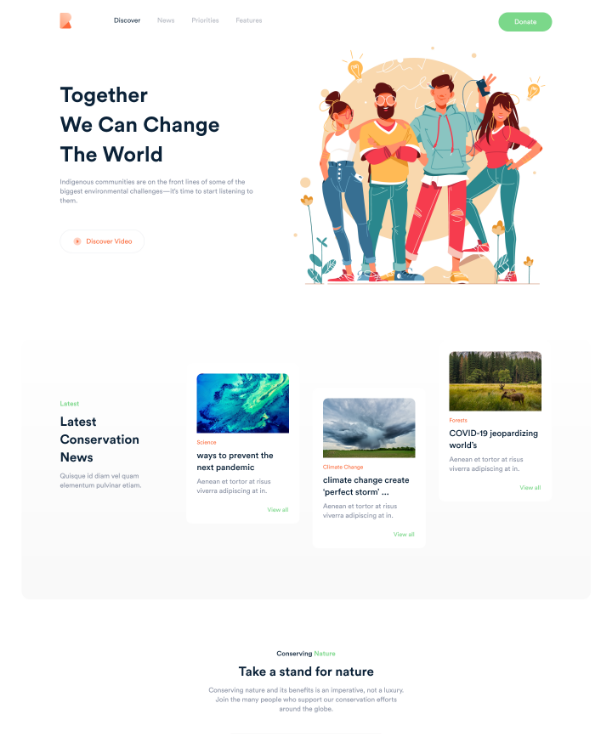 Discover News Priorities Features Donate
Together
We Can Change
The World
Indigenous communities are on the front lines of some of the
biggest environmental challenges—it's time to start listening to
them.
Discover Video
Latest
Latest
Conservation
News
Quisque id diam vel quam
elementum pulvinar etiam.
Science
ways to prevent the
next pandemic
Aenean et tortor at risus
viverra adipiscing at in.
View all
Climate Change
climate change create
'perfect storm' ...
Aenean et tortor at risus
viverra adipiscing at in.
View all
Forests
COVID-19 jeopardizing
world's
Aenean et tortor at risus
viverra adipiscing at in.
View all
Conserving Nature
Take a stand for nature
Conserving nature and its benefits is an imperative, not a luxury.
Join the many people who support our conservation efforts
around the globe.